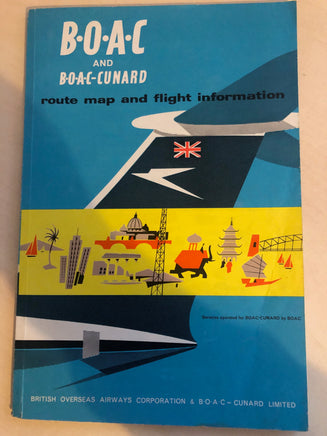 B·O·A·C
AND
B·O·A·C-CUNARD
route map and flight information
Services operated for BOAC-CUNARD by BOAC
BRITISH OVERSEAS AIRWAYS CORPORATION & B·O·A·C – CUNARD LIMITED